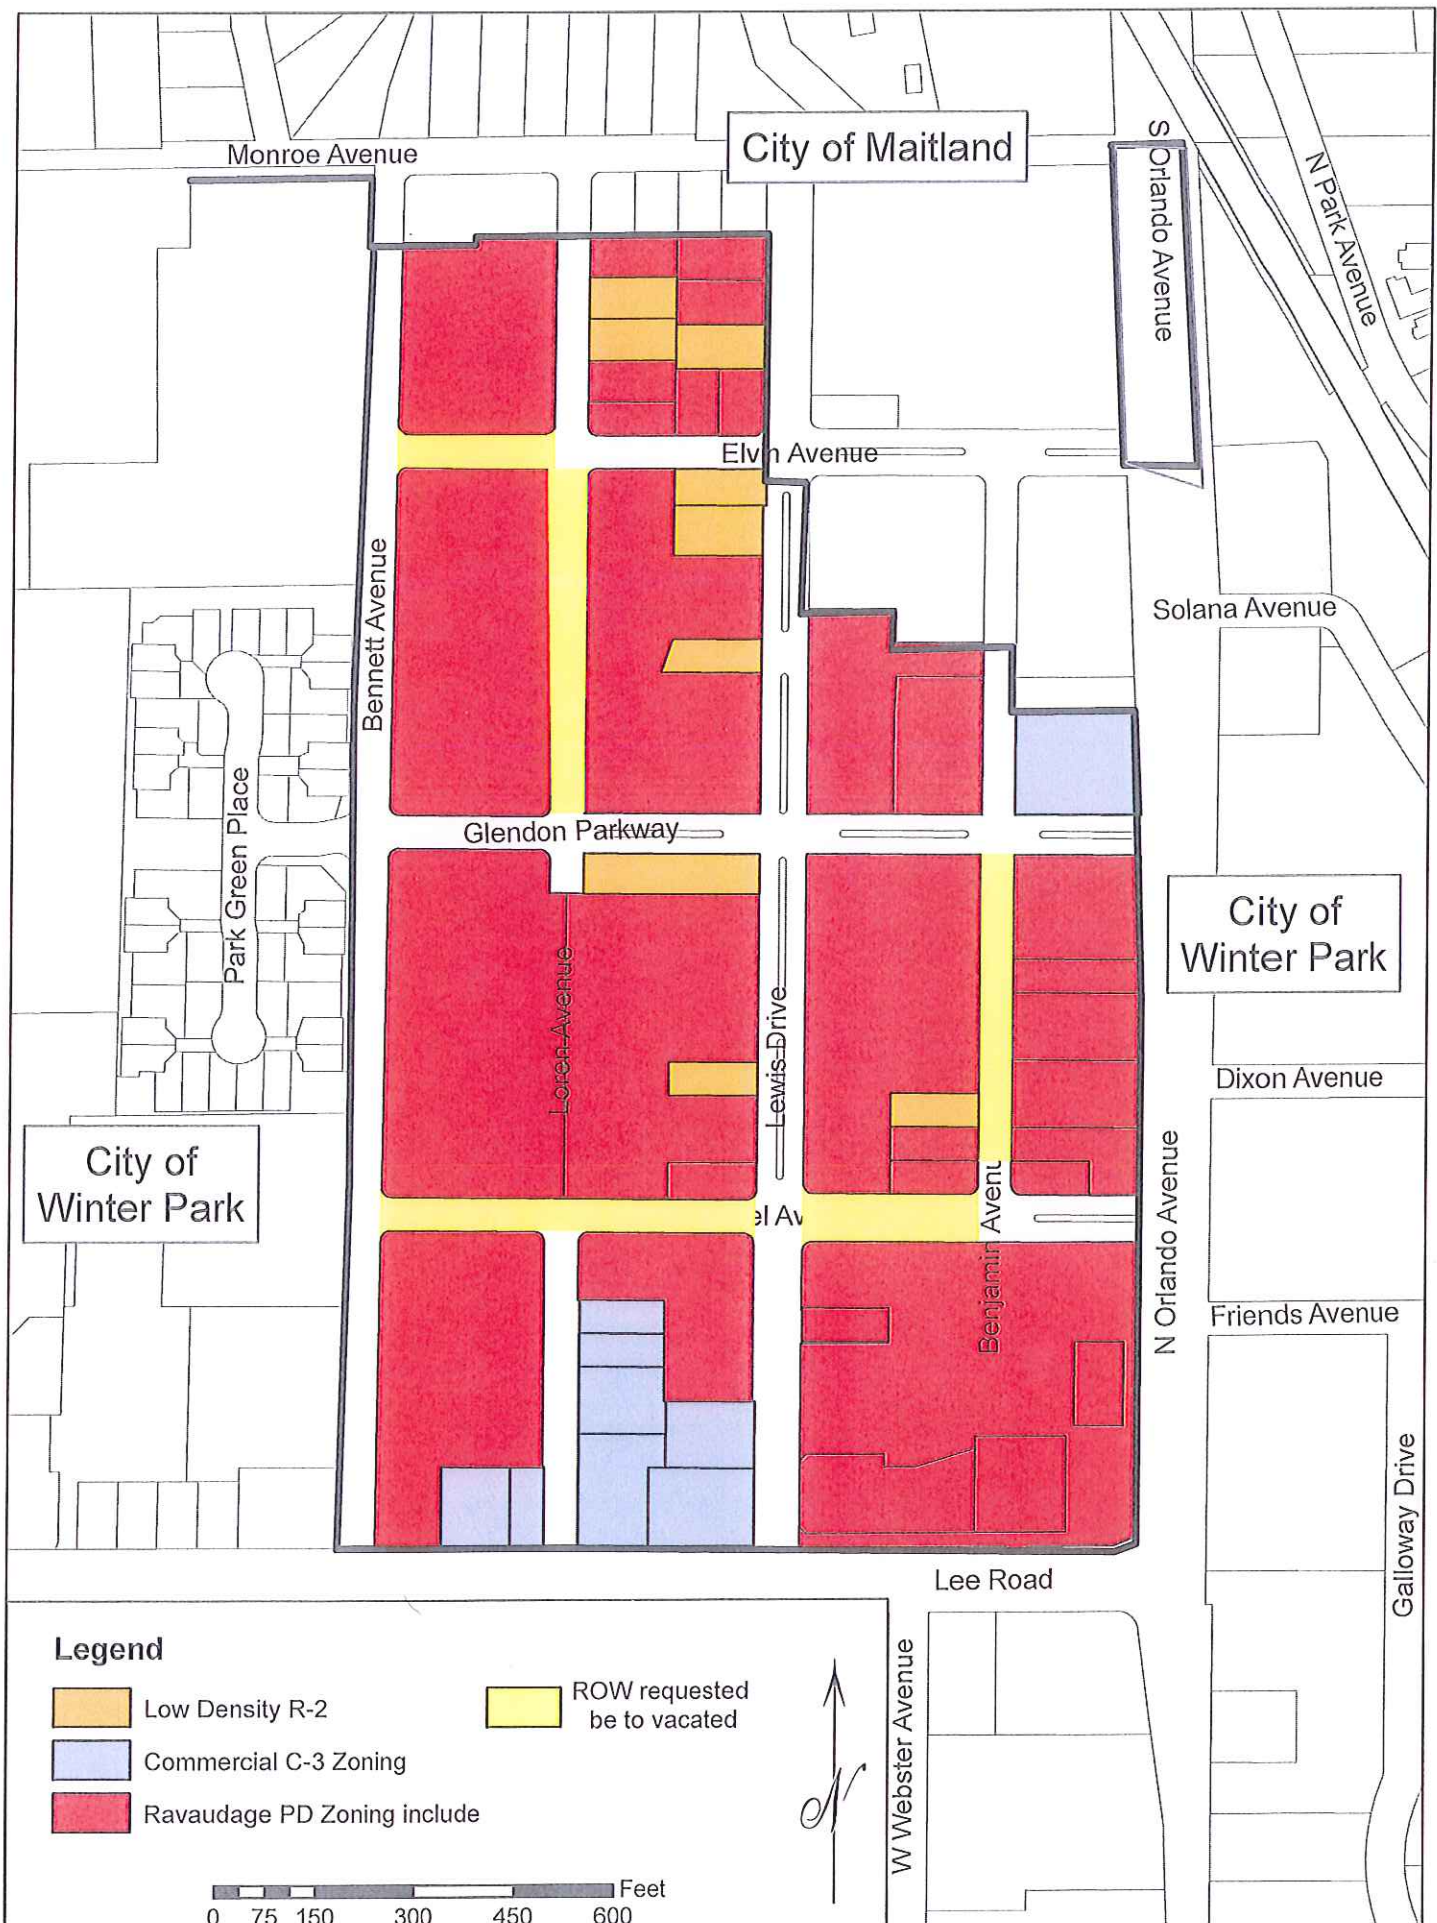 Monroe Avenue
City of Maitland
S Orlando Avenue
N Park Avenue
Elvin Avenue
Bennett Avenue
Solana Avenue
Park Green Place
Glendon Parkway
City of
Winter Park
Loren Avenue
Lewis Drive
Dixon Avenue
City of
Winter Park
el Av
Benjamin Avenu
N Orlando Avenue
Friends Avenue
Galloway Drive
Lee Road
W Webster Avenue
Legend
Low Density R-2
ROW requested
be to vacated
Commercial C-3 Zoning
Ravaudage PD Zoning include
N
Feet
0 75 150 300 450 600